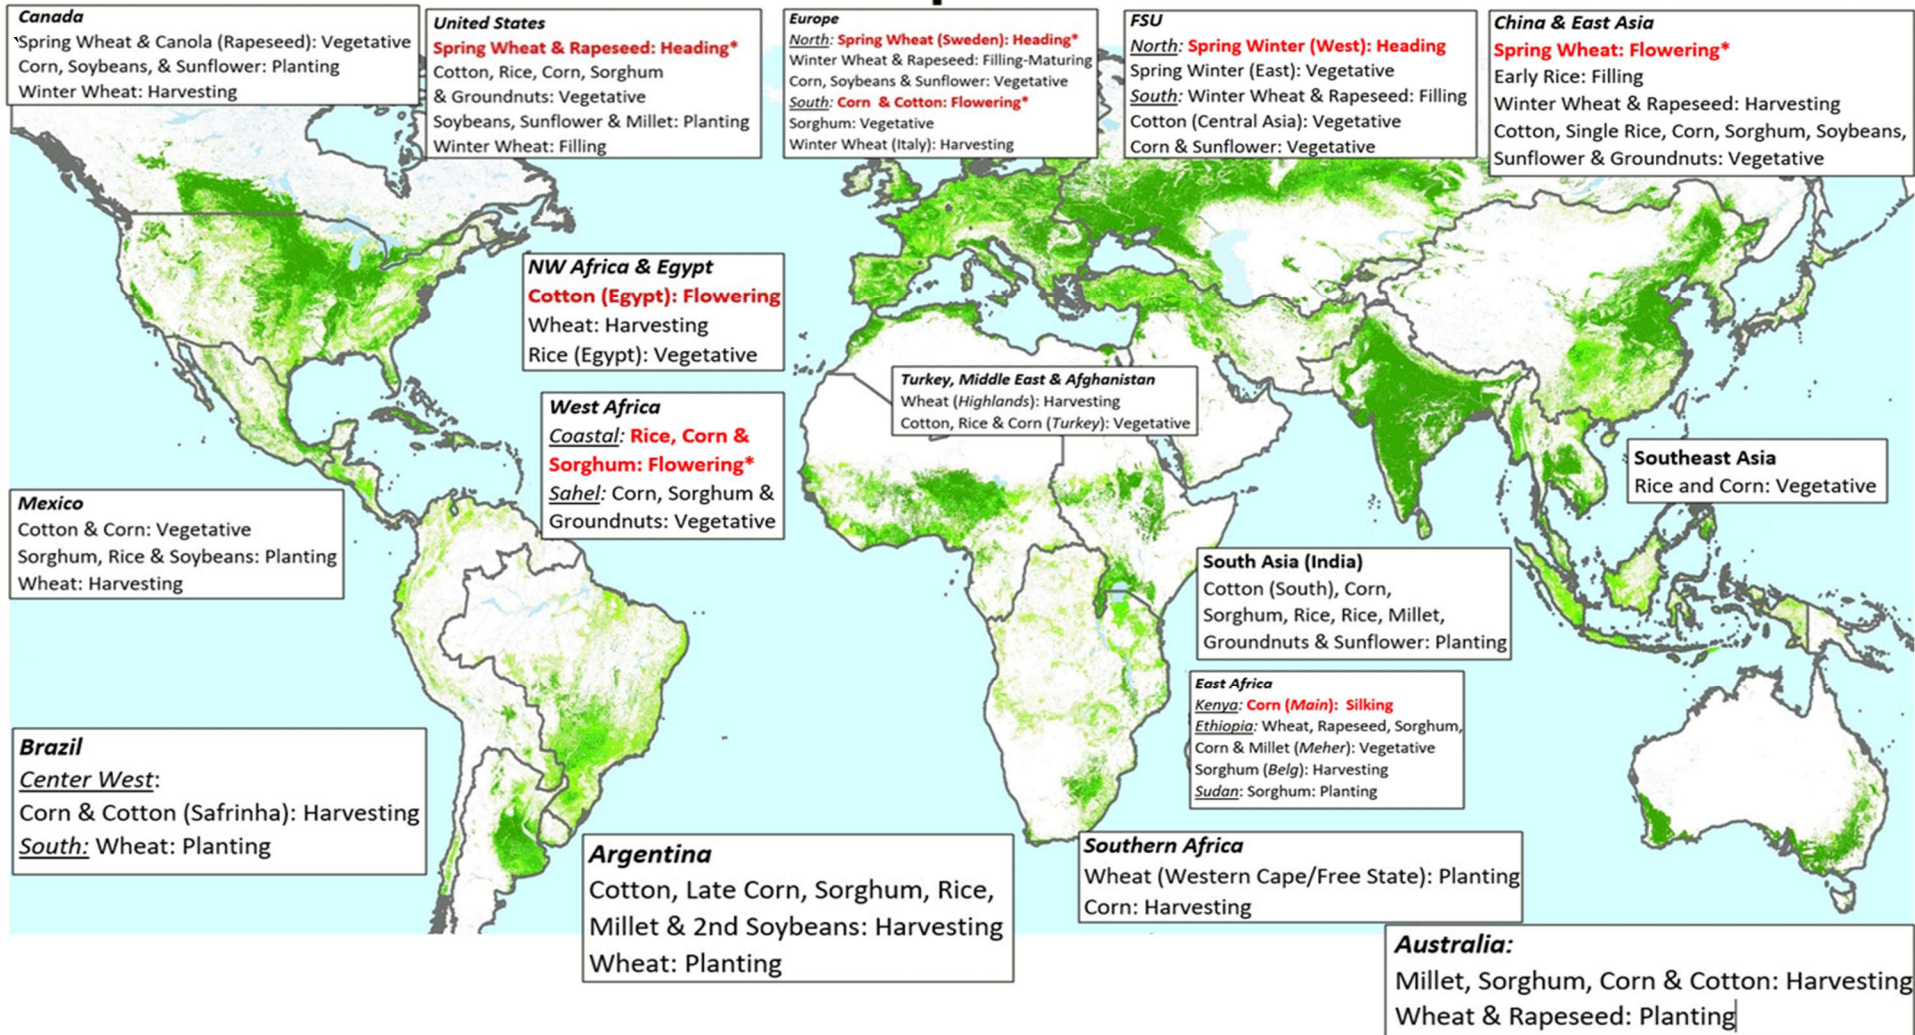 Canada
Spring Wheat & Canola (Rapeseed): Vegetative
Corn, Soybeans, & Sunflower: Planting
Winter Wheat: Harvesting
United States
Spring Wheat & Rapeseed: Heading*
Cotton, Rice, Corn, Sorghum
& Groundnuts: Vegetative
Soybeans, Sunflower & Millet: Planting
Winter Wheat: Filling
Europe
North: Spring Wheat (Sweden): Heading*
Winter Wheat & Rapeseed: Filling-Maturing
Corn, Soybeans & Sunflower: Vegetative
South: Corn & Cotton: Flowering*
Sorghum: Vegetative
Winter Wheat (Italy): Harvesting
FSU
North: Spring Winter (West): Heading
Spring Winter (East): Vegetative
South: Winter Wheat & Rapeseed: Filling
Cotton (Central Asia): Vegetative
Corn & Sunflower: Vegetative
China & East Asia
Spring Wheat: Flowering*
Early Rice: Filling
Winter Wheat & Rapeseed: Harvesting
Cotton, Single Rice, Corn, Sorghum, Soybeans,
Sunflower & Groundnuts: Vegetative
NW Africa & Egypt
Cotton (Egypt): Flowering
Wheat: Harvesting
Rice (Egypt): Vegetative
Turkey, Middle East & Afghanistan
Wheat (Highlands): Harvesting
Cotton, Rice & Corn (Turkey): Vegetative
West Africa
Coastal: Rice, Corn &
Sorghum: Flowering*
Sahel: Corn, Sorghum &
Groundnuts: Vegetative
Southeast Asia
Rice and Corn: Vegetative
Mexico
Cotton & Corn: Vegetative
Sorghum, Rice & Soybeans: Planting
Wheat: Harvesting
South Asia (India)
Cotton (South), Corn,
Sorghum, Rice, Rice, Millet,
Groundnuts & Sunflower: Planting
East Africa
Kenya: Corn (Main): Silking
Ethiopia: Wheat, Rapeseed, Sorghum,
Corn & Millet (Meher): Vegetative
Sorghum (Belg): Harvesting
Sudan: Sorghum: Planting
Brazil
Center West:
Corn & Cotton (Safrinha): Harvesting
South: Wheat: Planting
Argentina
Cotton, Late Corn, Sorghum, Rice,
Millet & 2nd Soybeans: Harvesting
Wheat: Planting
Southern Africa
Wheat (Western Cape/Free State): Planting
Corn: Harvesting
Australia:
Millet, Sorghum, Corn & Cotton: Harvesting
Wheat & Rapeseed: Planting